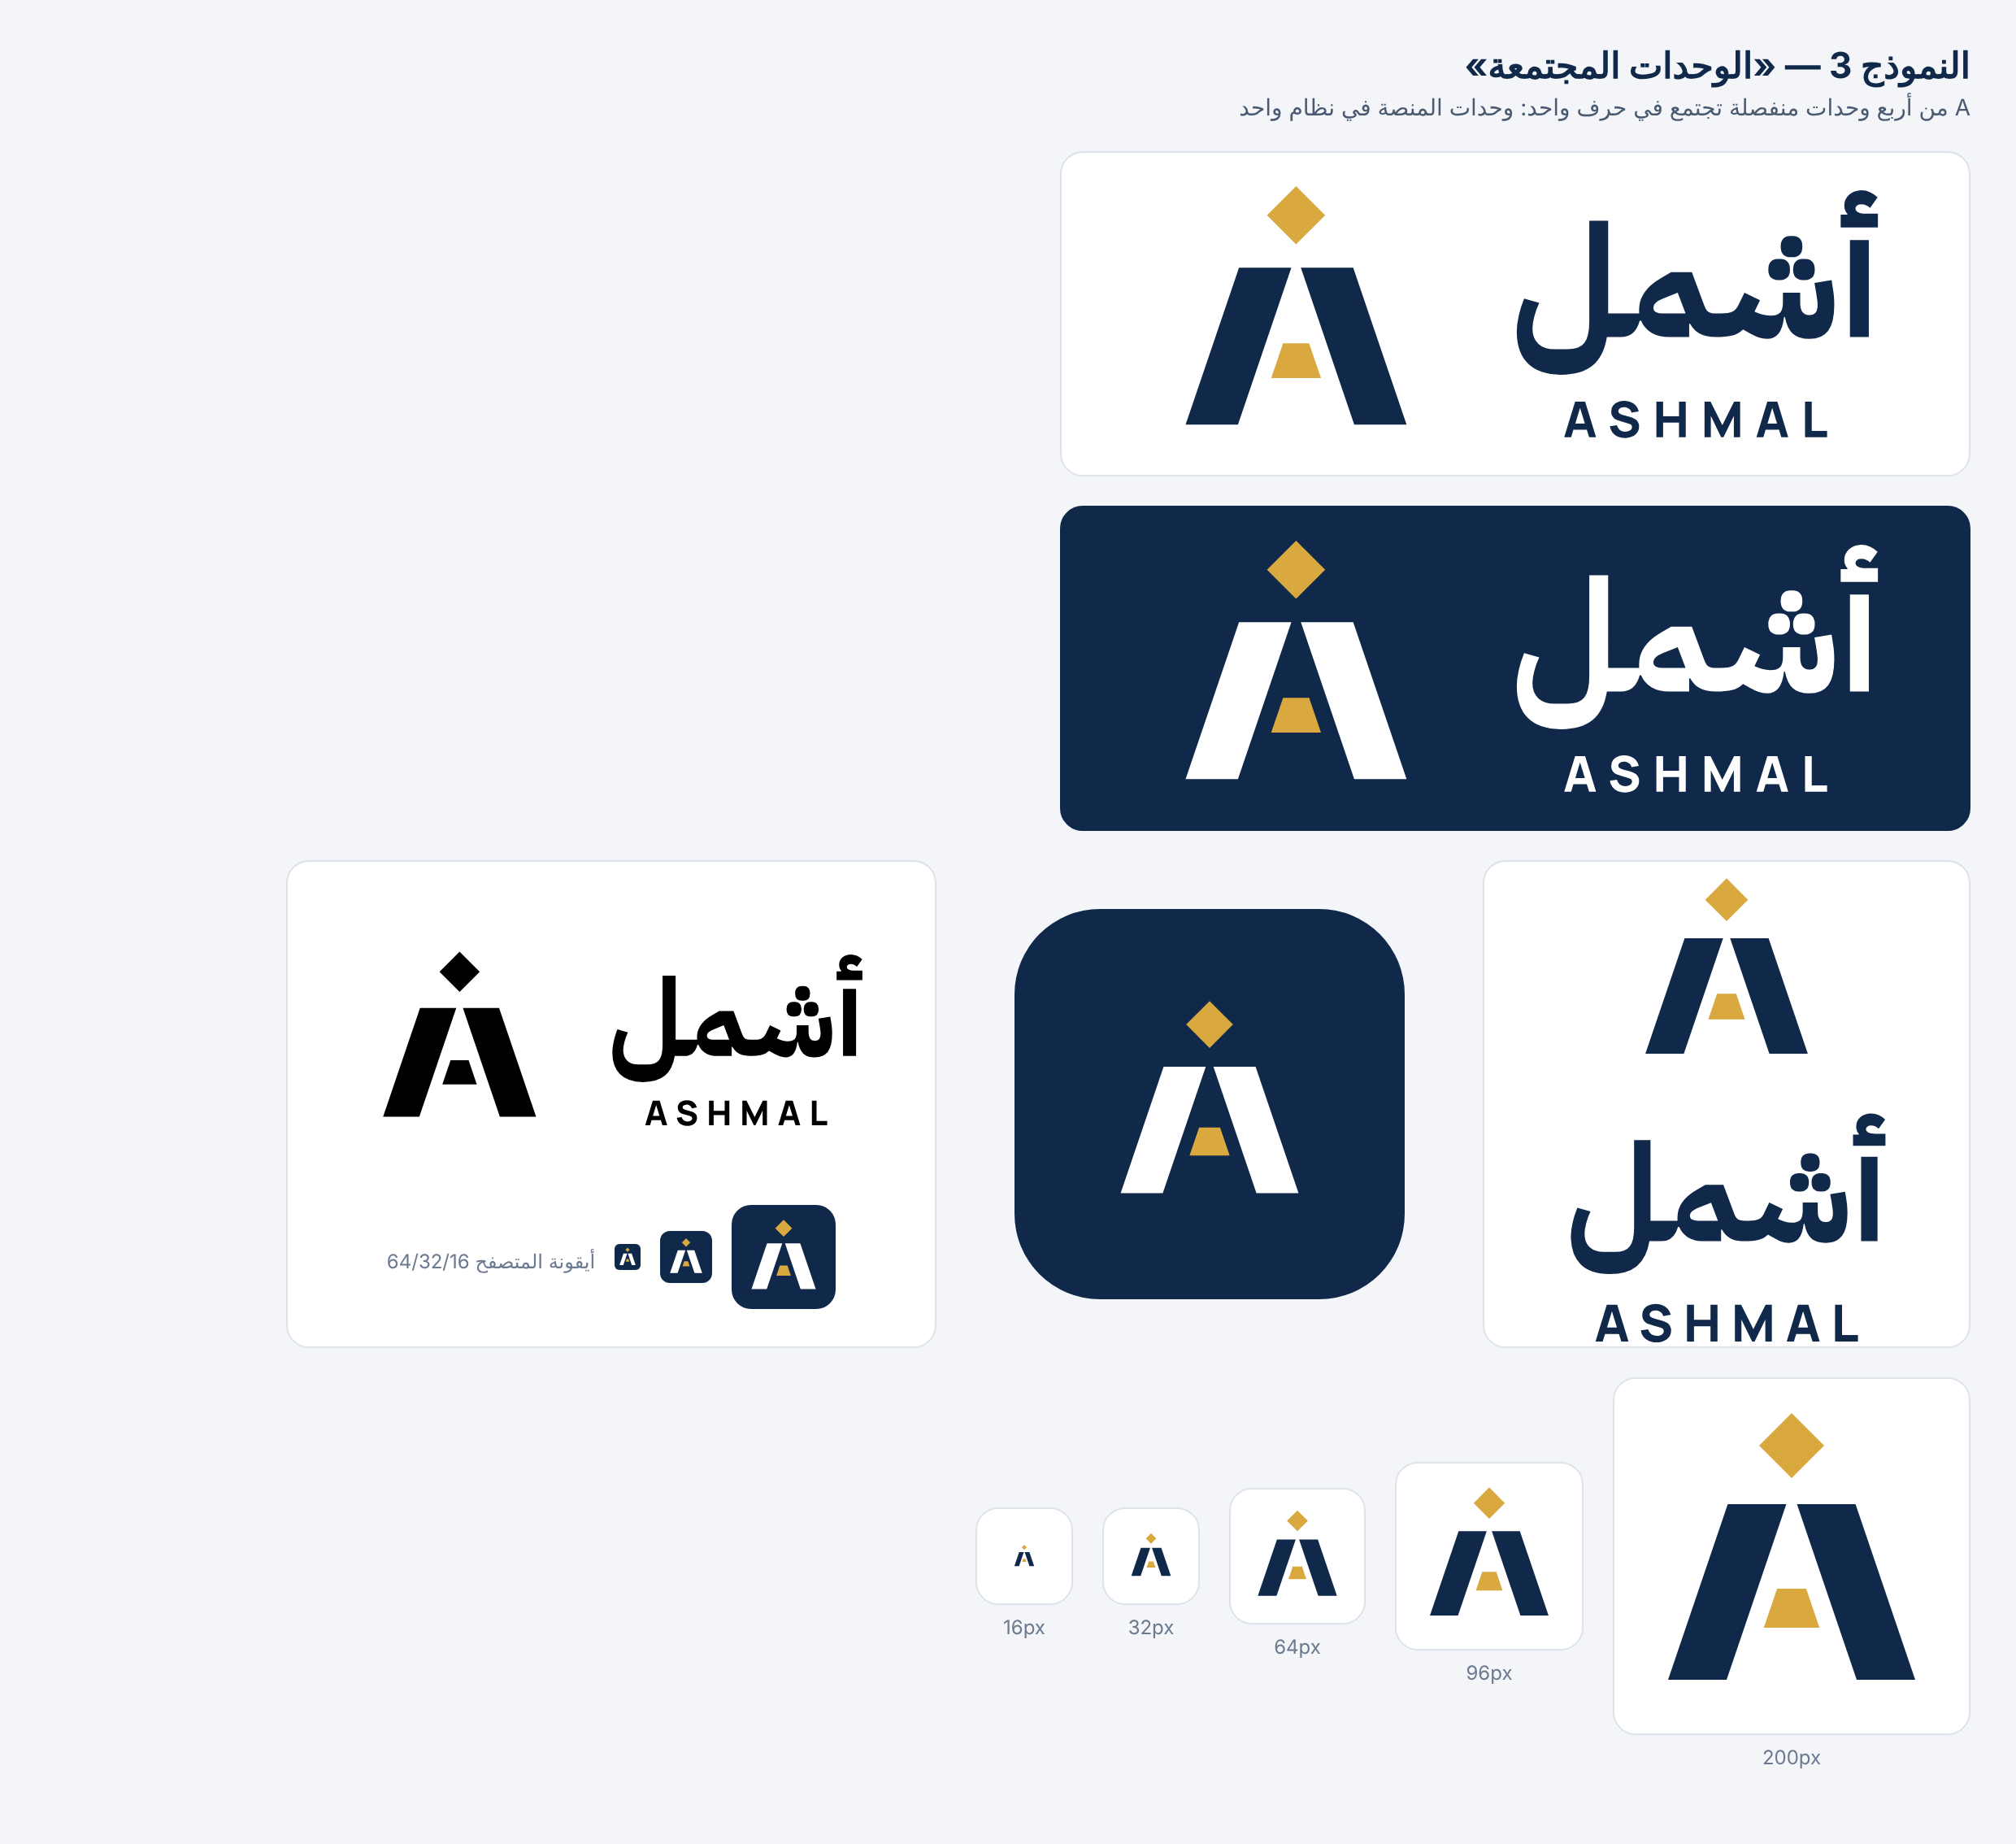 النموذج 3 — «الوحدات المجتمعة»
A من أربع وحدات منفصلة تجتمع في حرف واحد: وحدات المنصة في نظام واحد
أشمل
ASHMAL
أشمل
ASHMAL
أشمل
ASHMAL
أشمل
ASHMAL
أيقونة المتصفح 64/32/16
200px
96px
64px
32px
16px